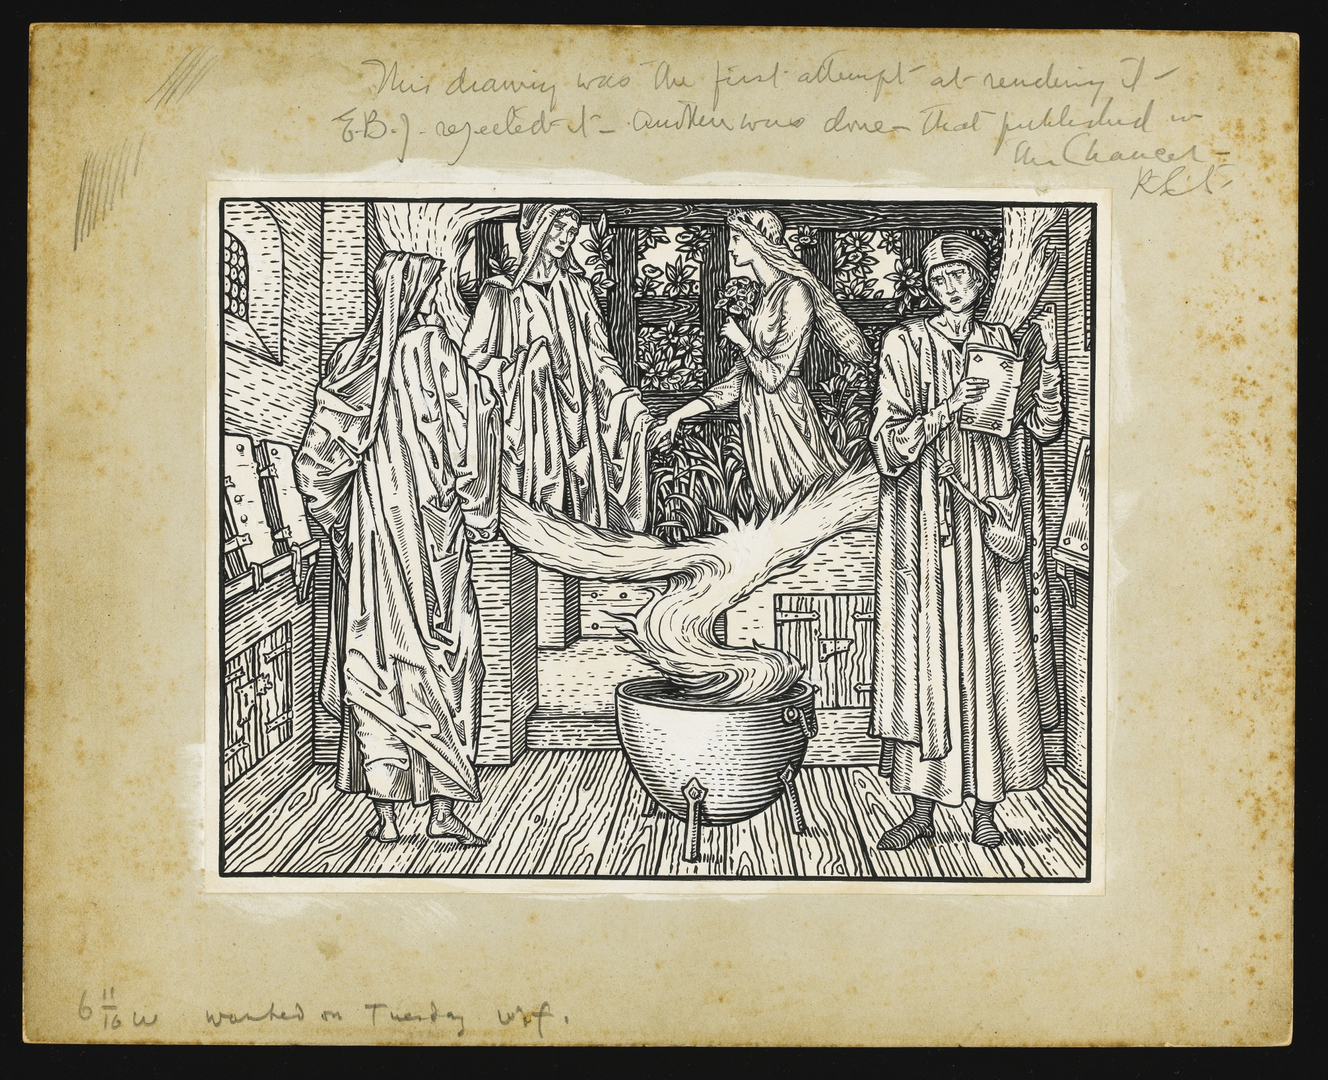 This drawing was the first attempt at rendering it –
E.B.J. rejected it – another was done – that published in
the Chaucer –
6 11/16 w wanted on Tuesday